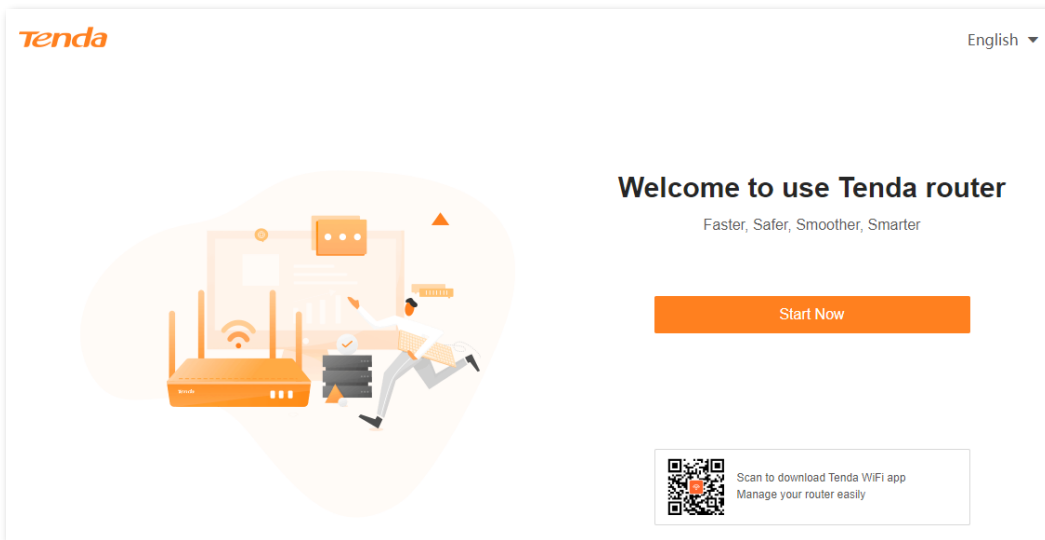 Tenda
English
Welcome to use Tenda router
Faster, Safer, Smoother, Smarter
Start Now
Tenda
Scan to download Tenda WiFi app
Manage your router easily